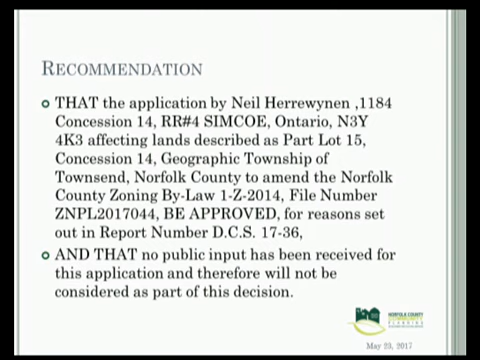 RECOMMENDATION
THAT the application by Neil Herrewynen ,1184
Concession 14, RR#4 SIMCOE, Ontario, N3Y
4K3 affecting lands described as Part Lot 15,
Concession 14, Geographic Township of
Townsend, Norfolk County to amend the Norfolk
County Zoning By-Law 1-Z-2014, File Number
ZNPL2017044, BE APPROVED, for reasons set
out in Report Number D.C.S. 17-36,
AND THAT no public input has been received for
this application and therefore will not be
considered as part of this decision.
NORFOLK COUNTY
May 23, 2017